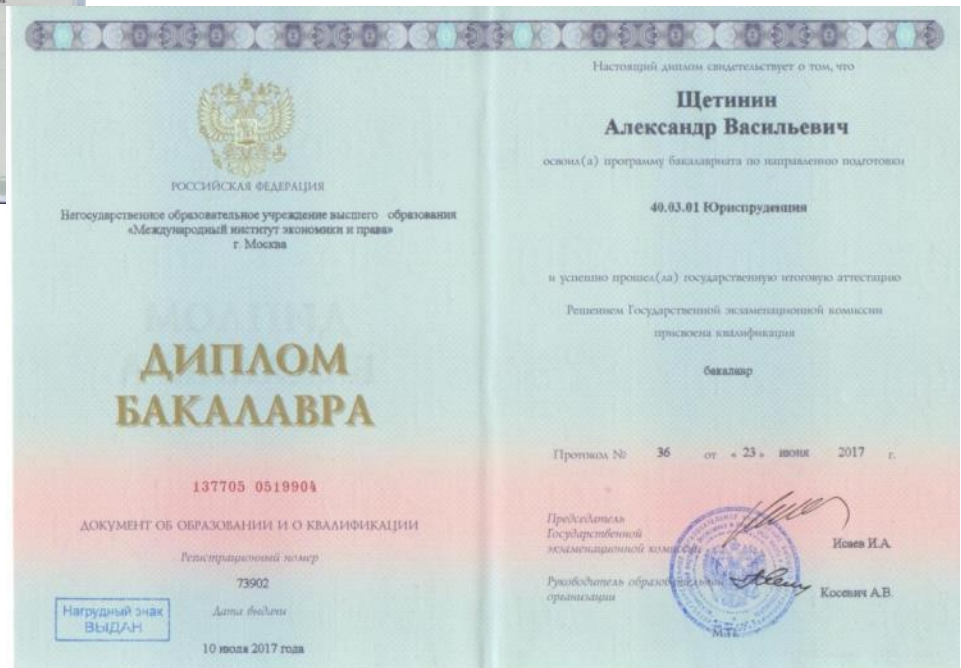 РОССИЙСКАЯ ФЕДЕРАЦИЯ
Негосударственное образовательное учреждение высшего образования
«Международный институт экономики и права»
г. Москва
ДИПЛОМ
БАКАЛАВРА
137705 0519904
ДОКУМЕНТ ОБ ОБРАЗОВАНИИ И О КВАЛИФИКАЦИИ
Регистрационный номер
73902
Дата выдачи
Нагрудный знак
ВЫДАН
10 июля 2017 года
Настоящий диплом свидетельствует о том, что
Щетинин
Александр Васильевич
освоил(а) программу бакалавриата по направлению подготовки
40.03.01 Юриспруденция
и успешно прошел(ла) государственную итоговую аттестацию
Решением Государственной экзаменационной комиссии
присвоена квалификация
бакалавр
Протокол № 36 от « 23 » июня 2017 г.
Председатель
Государственной
экзаменационной комиссии
Исаев И.А.
Руководитель образовательной
организации
Косевич А.В.
М.П.